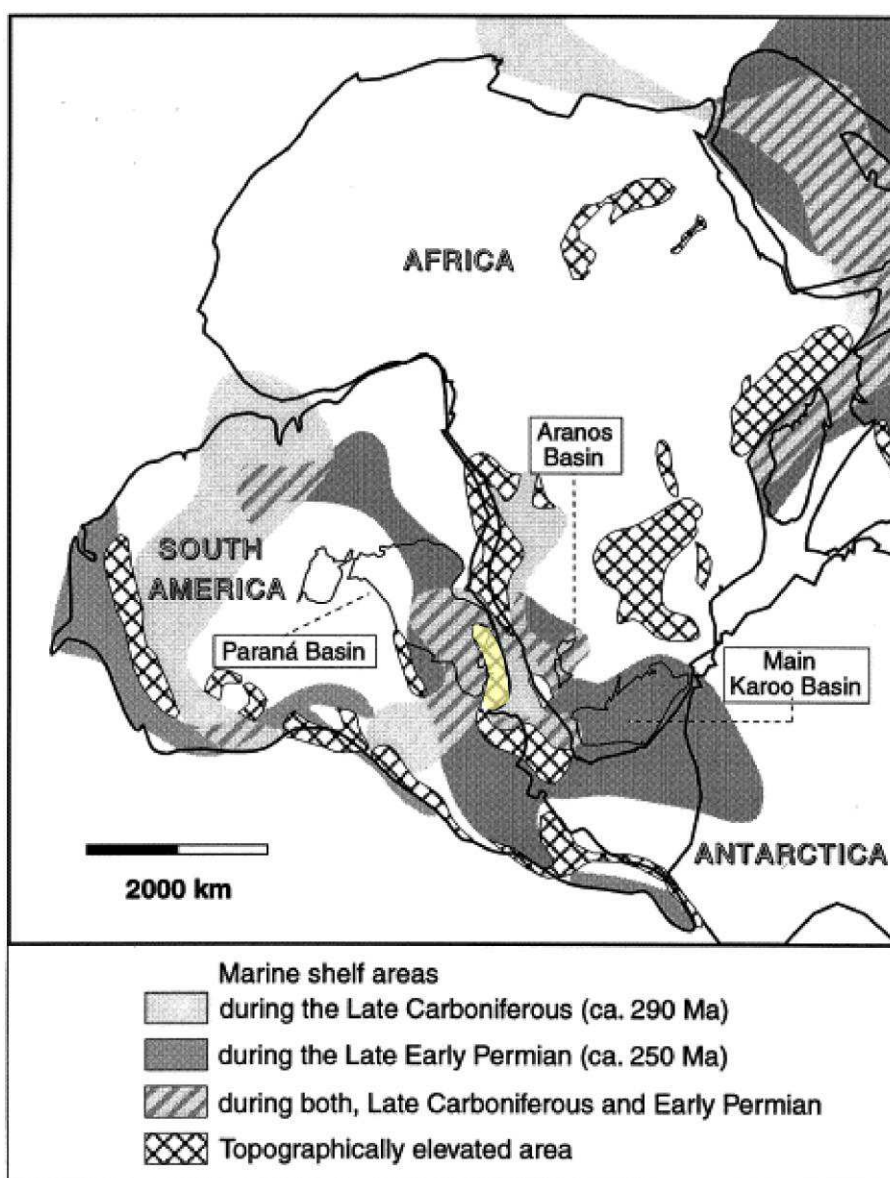 AFRICA
Aranos
Basin
SOUTH
AMERICA
Paraná Basin
Main
Karoo Basin
ANTARCTICA
2000 km
Marine shelf areas
during the Late Carboniferous (ca. 290 Ma)
during the Late Early Permian (ca. 250 Ma)
during both, Late Carboniferous and Early Permian
Topographically elevated area